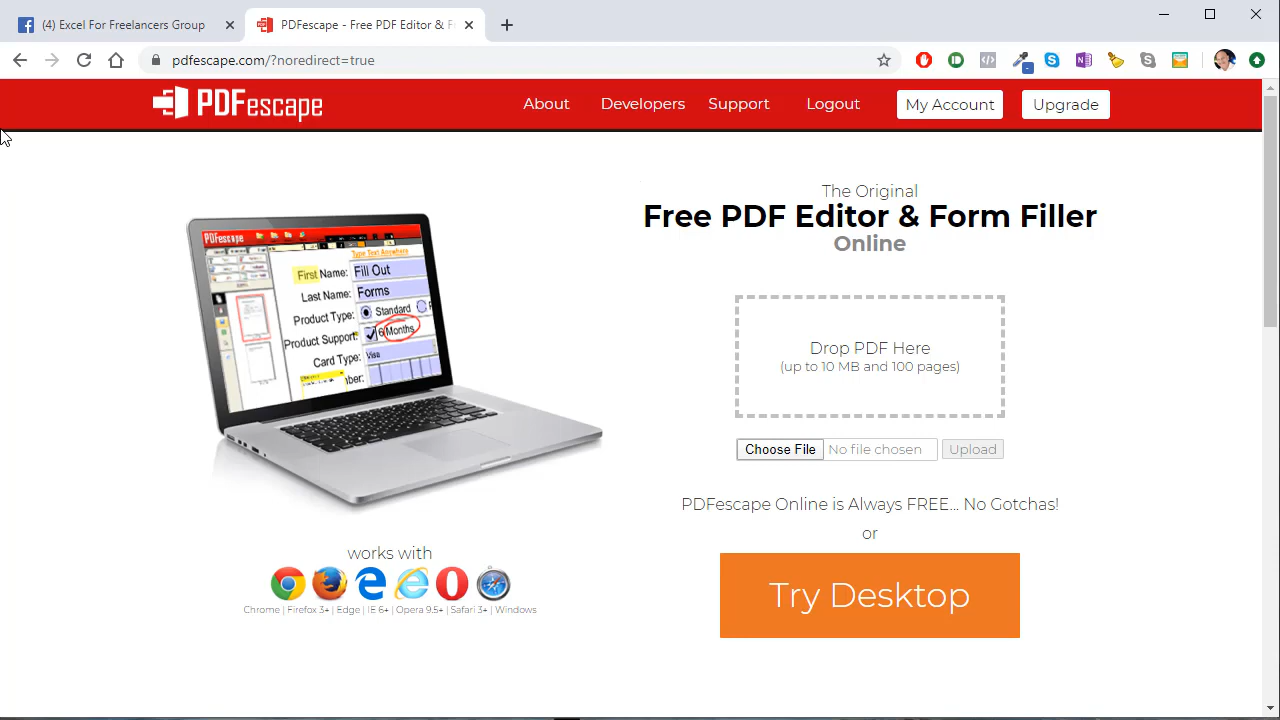 (4) Excel For Freelancers Group
PDFescape - Free PDF Editor & F
pdfescape.com/?noredirect=true
PDFescape
About Developers Support Logout My Account Upgrade
The Original
Free PDF Editor & Form Filler
Online
PDFescape
Type Text Anywhere
First Name: Fill Out
Last Name: Forms
Product Type: Standard
Product Support: 6 Months
Card Type: Visa
Drop PDF Here
(up to 10 MB and 100 pages)
Choose File No file chosen Upload
PDFescape Online is Always FREE... No Gotchas!
or
Try Desktop
works with
Chrome | Firefox 3+ | Edge | IE 6+ | Opera 9.5+ | Safari 3+ | Windows